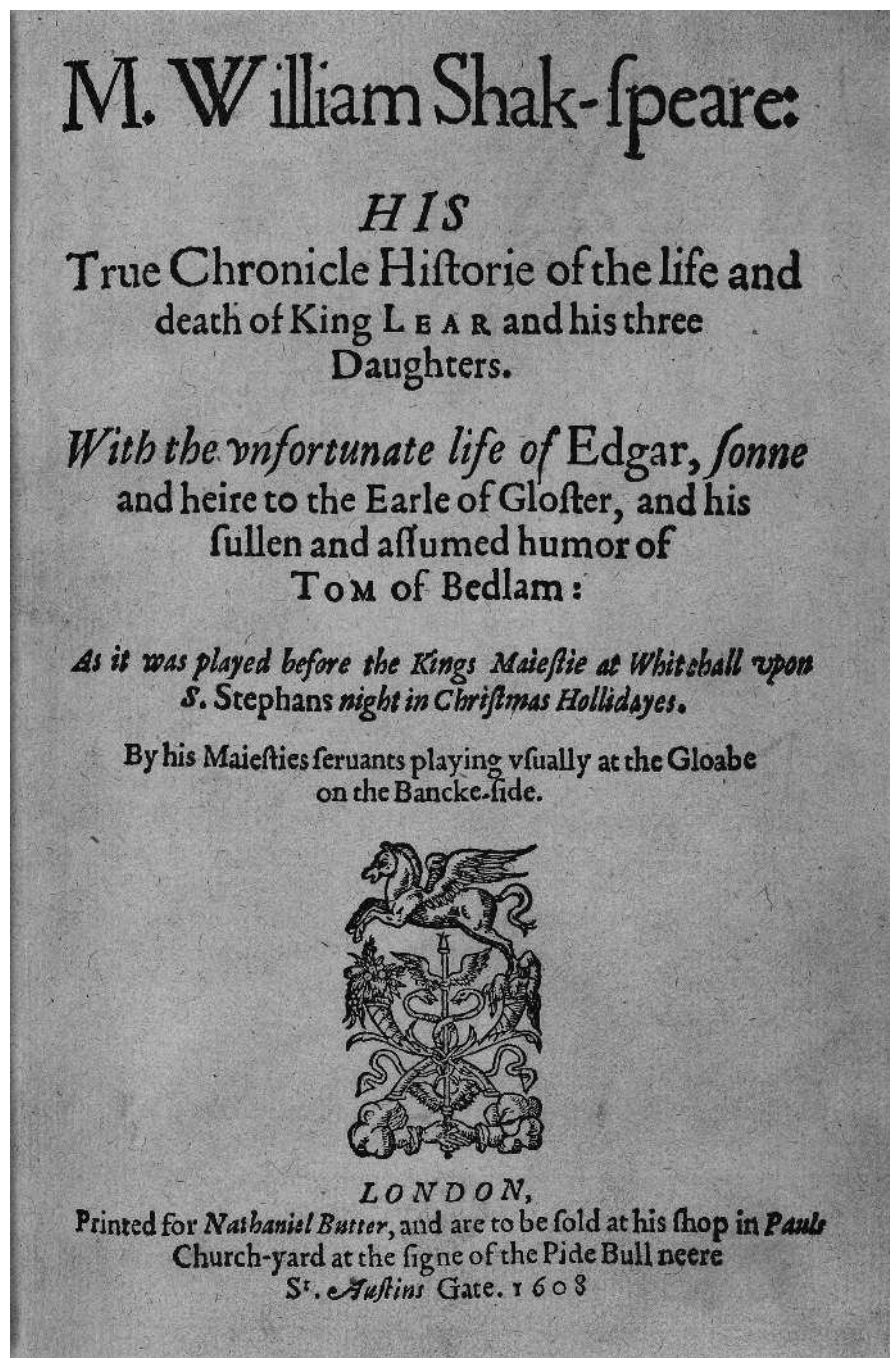 M. William Shak-ſpeare:
HIS
True Chronicle Hiſtorie of the life and
death of King LEAR and his three
Daughters.
With the vnfortunate life of Edgar, ſonne
and heire to the Earle of Gloſter, and his
ſullen and aſſumed humor of
TOM of Bedlam:
As it was played before the Kings Maieſtie at Whitehall vpon
S. Stephans night in Chriſtmas Hollidayes.
By his Maieſties ſeruants playing vſually at the Gloabe
on the Bancke-ſide.
LONDON,
Printed for Nathaniel Butter, and are to be ſold at his ſhop in Pauls
Church-yard at the ſigne of the Pide Bull neere
Sᵗ. Auſtins Gate. 1608